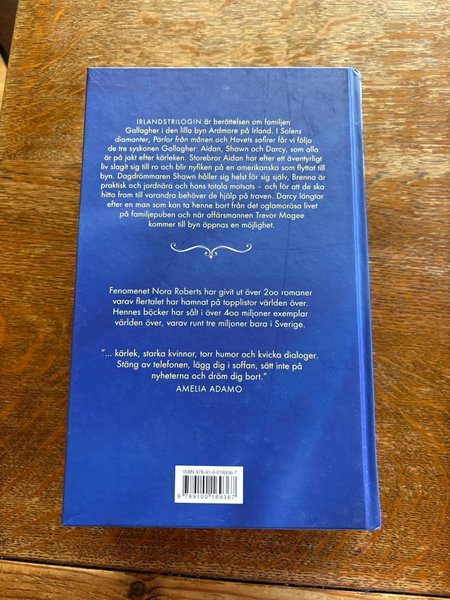 IRLANDSTRILOGIN är berättelsen om familjen
Gallagher i den lilla byn Ardmore på Irland. I Solens
diamanter, Pärlor från månen och Havets safirer får vi följa
de tre syskonen Gallagher: Aidan, Shawn och Darcy, som alla
är på jakt efter kärleken. Storebror Aidan har efter ett äventyrligt
liv slagit sig till ro och blir nyfiken på en amerikanska som flyttat till
byn. Dagdrömmaren Shawn håller sig helst för sig själv, Brenna är
praktisk och jordnära och hans totala motsats – och för att de ska
hitta fram till varandra behöver de hjälp på traven. Darcy längtar
efter en man som kan ta henne bort från det oglamorösa livet
på familjepuben och när affärsmannen Trevor Magee
kommer till byn öppnas en möjlighet.
Fenomenet Nora Roberts har givit ut över 200 romaner
varav flertalet har hamnat på topplistor världen över.
Hennes böcker har sålt i över 400 miljoner exemplar
världen över, varav runt tre miljoner bara i Sverige.
"... kärlek, starka kvinnor, torr humor och kvicka dialoger.
Stäng av telefonen, lägg dig i soffan, sätt inte på
nyheterna och dröm dig bort."
AMELIA ADAMO
ISBN 978-91-0-016936-7
9 789100 169367